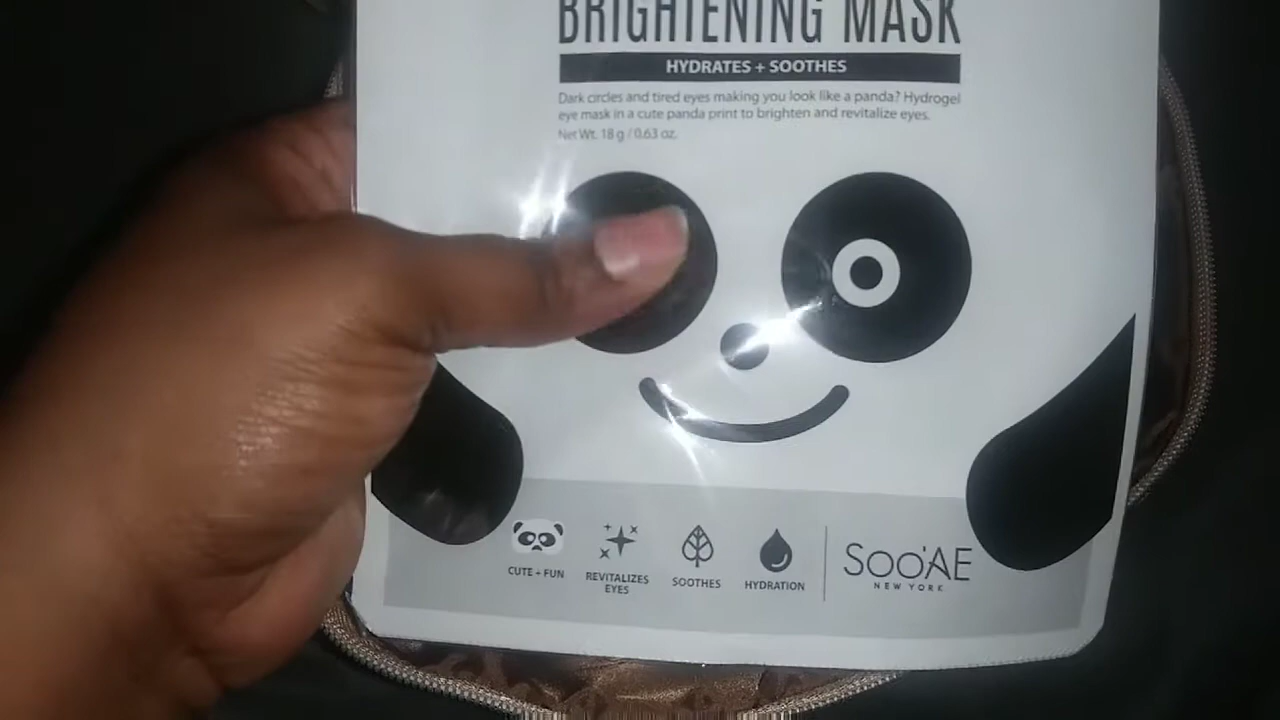 BRIGHTENING MASK
HYDRATES + SOOTHES
Dark circles and tired eyes making you look like a panda? Hydrogel
eye mask in a cute panda print to brighten and revitalize eyes.
Net Wt. 18 g / 0.63 oz.
CUTE + FUN
REVITALIZES
EYES
SOOTHES
HYDRATION
SOO'AE
NEW YORK